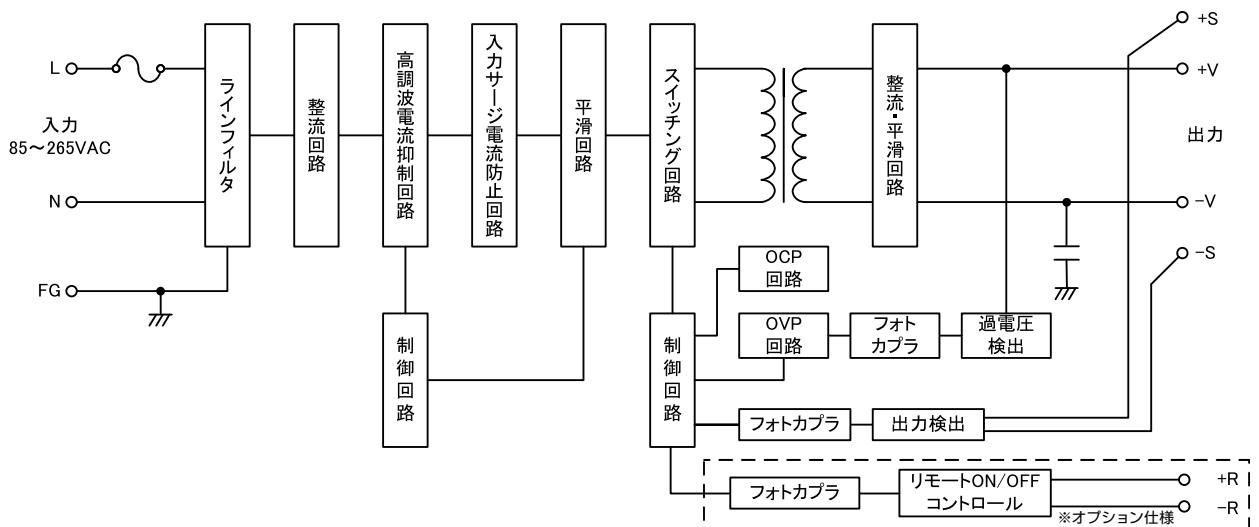 L
入力
85～265VAC
N
FG
ラインフィルタ
整流回路
高調波電流抑制回路
入力サージ電流防止回路
平滑回路
スイッチング回路
整流・平滑回路
+S
+V
出力
-V
-S
制御回路
制御回路
OCP
回路
OVP
回路
フォト
カプラ
過電圧
検出
フォトカプラ
出力検出
フォトカプラ
リモートON/OFF
コントロール
+R
-R
※オプション仕様